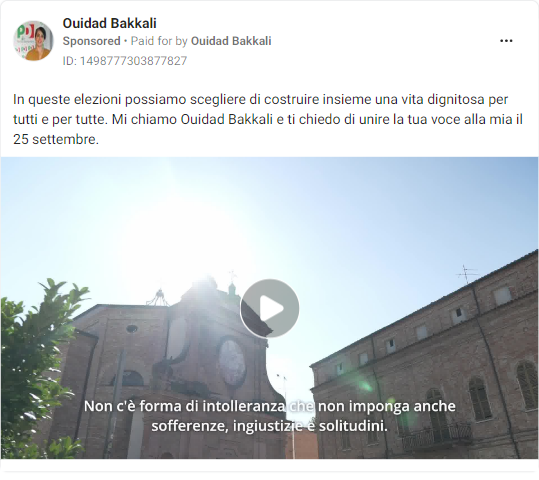 Ouidad Bakkali
Sponsored • Paid for by Ouidad Bakkali
ID: 1498777303877827
In queste elezioni possiamo scegliere di costruire insieme una vita dignitosa per
tutti e per tutte. Mi chiamo Ouidad Bakkali e ti chiedo di unire la tua voce alla mia il
25 settembre.
Non c'è forma di intolleranza che non imponga anche
sofferenze, ingiustizie e solitudini.